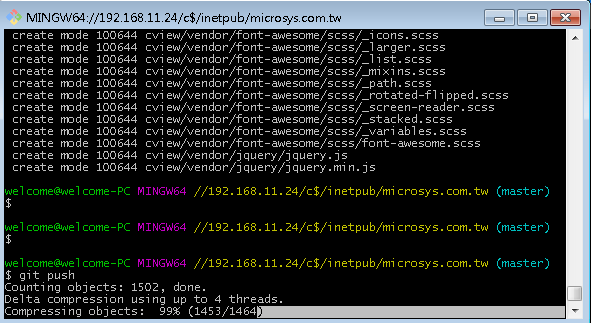 MINGW64://192.168.11.24/c$/inetpub/microsys.com.tw
create mode 100644 cview/vendor/font-awesome/scss/_icons.scss
create mode 100644 cview/vendor/font-awesome/scss/_larger.scss
create mode 100644 cview/vendor/font-awesome/scss/_list.scss
create mode 100644 cview/vendor/font-awesome/scss/_mixins.scss
create mode 100644 cview/vendor/font-awesome/scss/_path.scss
create mode 100644 cview/vendor/font-awesome/scss/_rotated-flipped.scss
create mode 100644 cview/vendor/font-awesome/scss/_screen-reader.scss
create mode 100644 cview/vendor/font-awesome/scss/_stacked.scss
create mode 100644 cview/vendor/font-awesome/scss/_variables.scss
create mode 100644 cview/vendor/font-awesome/scss/font-awesome.scss
create mode 100644 cview/vendor/jquery/jquery.js
create mode 100644 cview/vendor/jquery/jquery.min.js
welcome@welcome-PC MINGW64 //192.168.11.24/c$/inetpub/microsys.com.tw (master)
$
welcome@welcome-PC MINGW64 //192.168.11.24/c$/inetpub/microsys.com.tw (master)
$
welcome@welcome-PC MINGW64 //192.168.11.24/c$/inetpub/microsys.com.tw (master)
$ git push
Counting objects: 1502, done.
Delta compression using up to 4 threads.
Compressing objects:  99% (1453/1464)